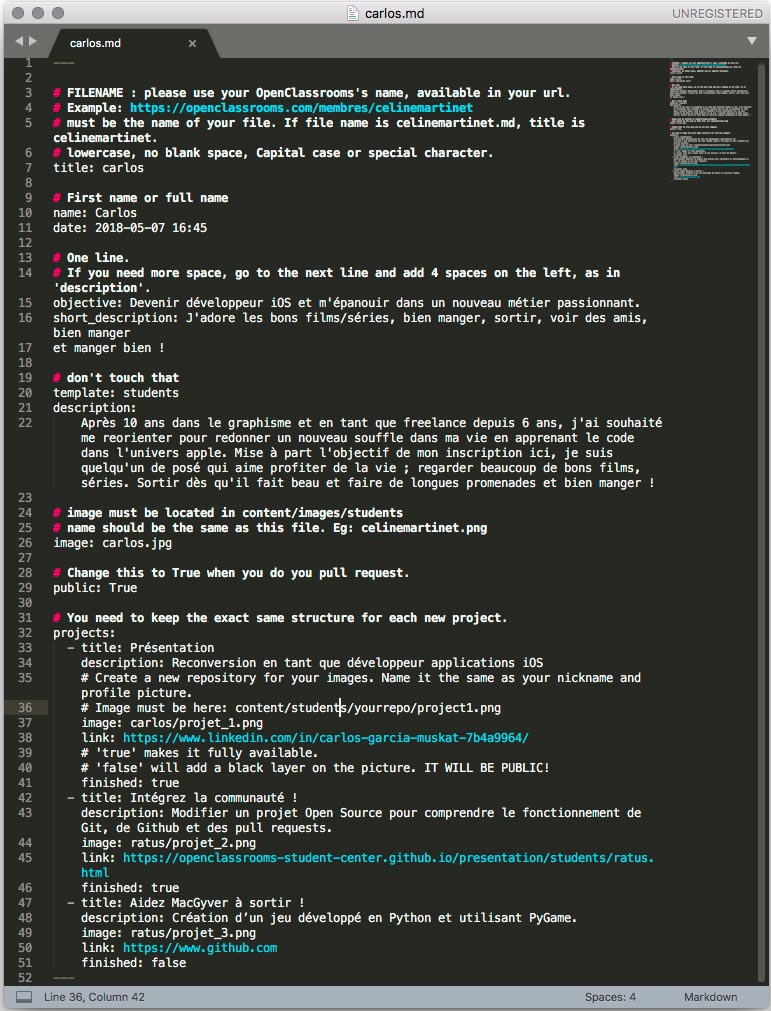 carlos.md
UNREGISTERED
carlos.md
1 ---
2
3 # FILENAME : please use your OpenClassrooms's name, available in your url.
4 # Example: https://openclassrooms.com/membres/celinemartinet
5 # must be the name of your file. If file name is celinemartinet.md, title is
celinemartinet.
6 # lowercase, no blank space, Capital case or special character.
7 title: carlos
8
9 # First name or full name
10 name: Carlos
11 date: 2018-05-07 16:45
12
13 # One line.
14 # If you need more space, go to the next line and add 4 spaces on the left, as in
'description'.
15 objective: Devenir développeur iOS et m'épanouir dans un nouveau métier passionnant.
16 short_description: J'adore les bons films/séries, bien manger, sortir, voir des amis,
bien manger
17 et manger bien !
18
19 # don't touch that
20 template: students
21 description:
22 Après 10 ans dans le graphisme et en tant que freelance depuis 6 ans, j'ai souhaité
me reorienter pour redonner un nouveau souffle dans ma vie en apprenant le code
dans l'univers apple. Mise à part l'objectif de mon inscription ici, je suis
quelqu'un de posé qui aime profiter de la vie ; regarder beaucoup de bons films,
séries. Sortir dès qu'il fait beau et faire de longues promenades et bien manger !
23
24 # image must be located in content/images/students
25 # name should be the same as this file. Eg: celinemartinet.png
26 image: carlos.jpg
27
28 # Change this to True when you do you pull request.
29 public: True
30
31 # You need to keep the exact same structure for each new project.
32 projects:
33 - title: Présentation
34 description: Reconversion en tant que développeur applications iOS
35 # Create a new repository for your images. Name it the same as your nickname and
profile picture.
36 # Image must be here: content/students/yourrepo/project1.png
37 image: carlos/projet_1.png
38 link: https://www.linkedin.com/in/carlos-garcia-muskat-7b4a9964/
39 # 'true' makes it fully available.
40 # 'false' will add a black layer on the picture. IT WILL BE PUBLIC!
41 finished: true
42 - title: Intégrez la communauté !
43 description: Modifier un projet Open Source pour comprendre le fonctionnement de
Git, de Github et des pull requests.
44 image: ratus/projet_2.png
45 link: https://openclassrooms-student-center.github.io/presentation/students/ratus.
html
46 finished: true
47 - title: Aidez MacGyver à sortir !
48 description: Création d’un jeu développé en Python et utilisant PyGame.
49 image: ratus/projet_3.png
50 link: https://www.github.com
51 finished: false
52 ---
Line 36, Column 42
Spaces: 4
Markdown